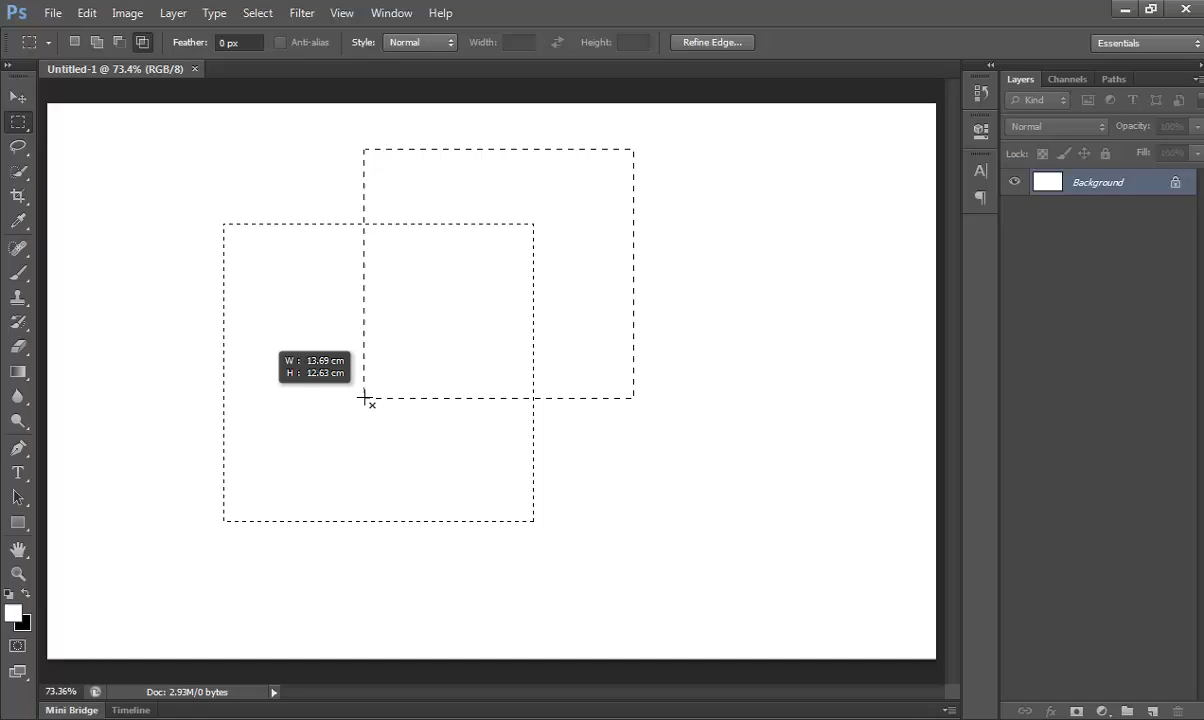 Ps File Edit Image Layer Type Select Filter View Window Help
Feather: 0 px Anti-alias Style: Normal Width: Height: Refine Edge... Essentials
Untitled-1 @ 73.4% (RGB/8) ×
Layers Channels Paths
Kind
Normal Opacity: 100%
Lock: Fill: 100%
Background
W : 13.69 cm
H : 12.63 cm
73.36% Doc: 2.93M/0 bytes
Mini Bridge Timeline